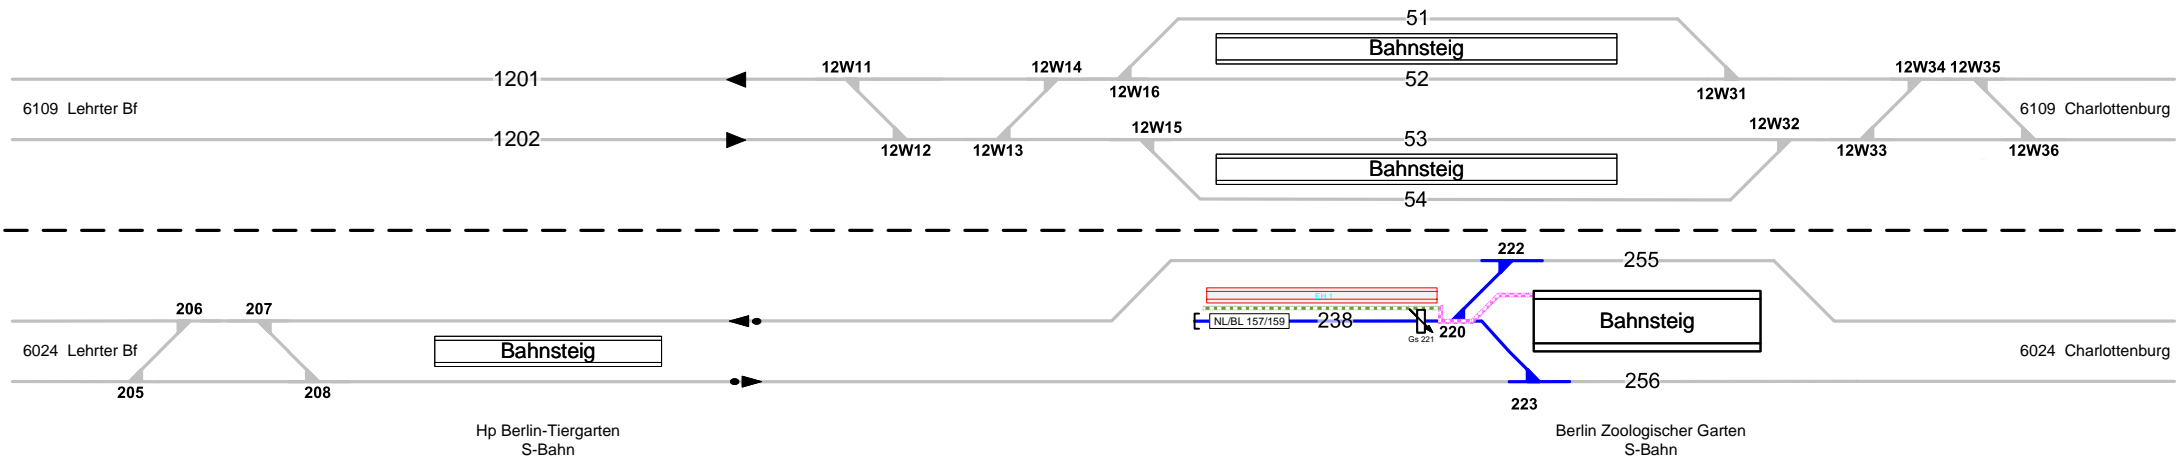 51
Bahnsteig
1201
12W11
12W14
12W16
52
12W31
12W34 12W35
6109 Lehrter Bf
6109 Charlottenburg
1202
12W12
12W13
12W15
53
12W32
12W33
12W36
Bahnsteig
54
222
255
206
207
EH 1
NL/BL 157/159
238
Gs 221
220
Bahnsteig
6024 Lehrter Bf
Bahnsteig
6024 Charlottenburg
205
208
256
223
Hp Berlin-Tiergarten
S-Bahn
Berlin Zoologischer Garten
S-Bahn